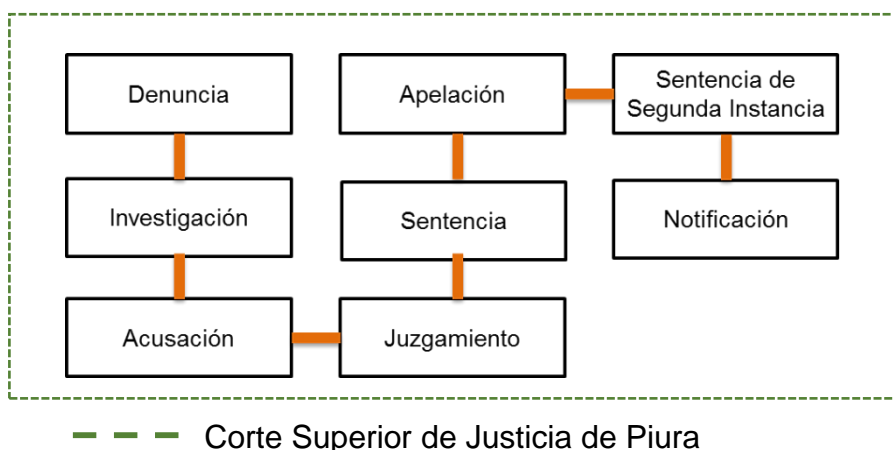 Denuncia
Investigación
Acusación
Juzgamiento
Sentencia
Apelación
Sentencia de
Segunda Instancia
Notificación
Corte Superior de Justicia de Piura